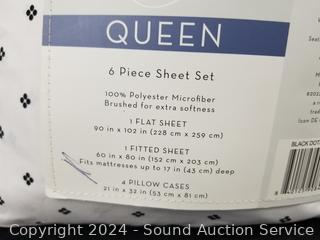 QUEEN
6 Piece Sheet Set
100% Polyester Microfiber
Brushed for extra softness
1 FLAT SHEET
90 in x 102 in (228 cm x 259 cm)
1 FITTED SHEET
60 in x 80 in (152 cm x 203 cm)
Fits mattresses up to 17 in (43 cm) deep
4 PILLOW CASES
21 in x 32 in (53 cm x 81 cm)
BLACK DOT
Copyright 2024 - Sound Auction Service